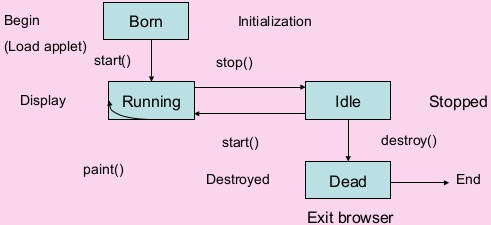 Begin
Born
Initialization
(Load applet)
start()
stop()
Display
Running
Idle
Stopped
start()
destroy()
paint()
Destroyed
Dead
End
Exit browser